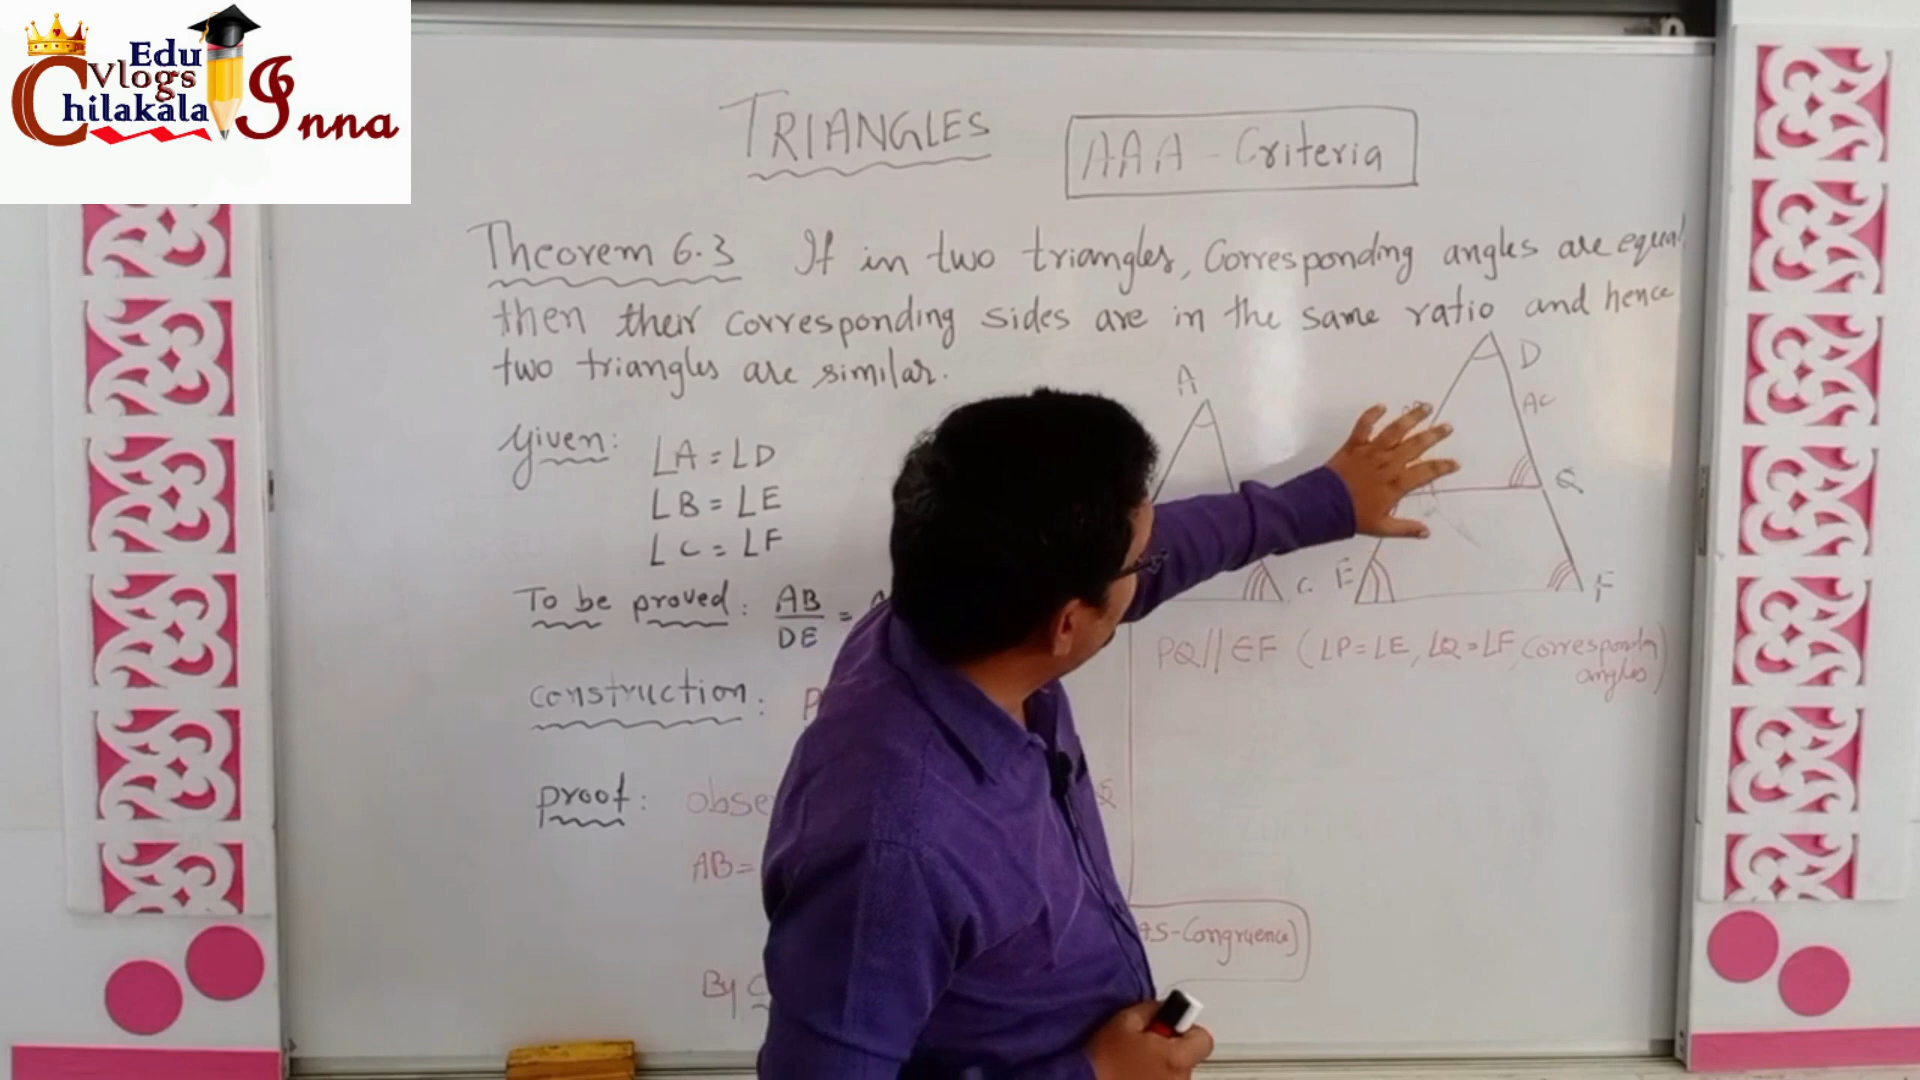 Edu
Vlogs
Chilakala
Inna
TRIANGLES
AAA - Criteria
Theorem 6.3 If in two triangles, Corresponding angles are equal
then their corresponding sides are in the same ratio and hence
two triangles are similar.
Given: ∠A = ∠D
∠B = ∠E
∠C = ∠F
To be proved: AB/DE =
Construction: P
Proof: obse
AB=
By C
A
C
D
AC
Q
E
F
PQ//EF (∠P=∠E, ∠Q=∠F, Corresponding
angles)
AS-Congruence)
Q